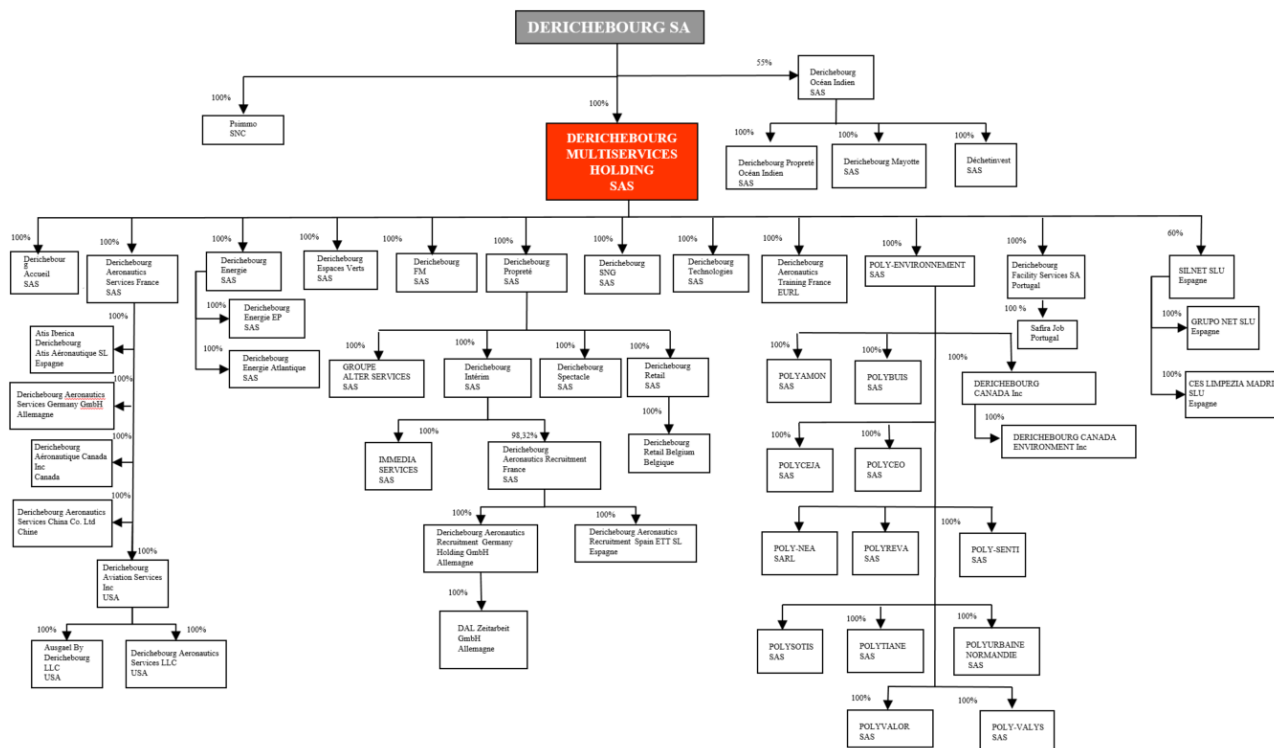 DERICHEBOURG SA
55%
Derichebourg
Océan Indien
SAS
100%
Psimmo
SNC
100%
DERICHEBOURG
MULTISERVICES
HOLDING
SAS
100%
Derichebourg Propreté
Océan Indien
SAS
100%
Derichebourg Mayotte
SAS
100%
Déchetinvest
SAS
100%
Derichebour
g
Accueil
SAS
100%
Derichebourg
Aeronautics
Services France
SAS
100%
Derichebourg
Energie
SAS
100%
Derichebourg
Espaces Verts
SAS
100%
Derichebourg
FM
SAS
100%
Derichebourg
Propreté
SAS
100%
Derichebourg
SNG
SAS
100%
Derichebourg
Technologies
SAS
100%
Derichebourg
Aeronautics
Training France
EURL
100%
POLY-ENVIRONNEMENT
SAS
100%
Derichebourg
Facility Services SA
Portugal
60%
SILNET SLU
Espagne
100%
Atis Iberica
Derichebourg
Atis Aéronautique SL
Espagne
100%
Derichebourg Aeronautics
Services Germany GmbH
Allemagne
100%
Derichebourg
Aéronautique Canada
Inc
Canada
100%
Derichebourg Aeronautics
Services China Co. Ltd
Chine
100%
Derichebourg
Aviation Services
Inc
USA
100%
Ausgael By
Derichebourg
LLC
USA
100%
Derichebourg Aeronautics
Services LLC
USA
100%
Derichebourg
Energie EP
SAS
100%
Derichebourg
Energie Atlantique
SAS
100%
GROUPE
ALTER SERVICES
SAS
100%
Derichebourg
Intérim
SAS
100%
Derichebourg
Spectacle
SAS
100%
Derichebourg
Retail
SAS
100%
IMMEDIA
SERVICES
SAS
98,32%
Derichebourg
Aeronautics Recruitment
France
SAS
100%
Derichebourg
Retail Belgium
Belgique
100%
Derichebourg Aeronautics
Recruitment Germany
Holding GmbH
Allemagne
100%
Derichebourg Aeronautics
Recruitment Spain ETT SL
Espagne
100%
DAL Zeitarbeit
GmbH
Allemagne
100%
POLYAMON
SAS
100%
POLYBUIS
SAS
100%
DERICHEBOURG
CANADA Inc
100%
DERICHEBOURG CANADA
ENVIRONMENT Inc
100%
POLYCEJA
SAS
100%
POLYCEO
SAS
100%
POLY-NEA
SARL
100%
POLYREVA
SAS
100%
POLY-SENTI
SAS
100%
POLYSOTIS
SAS
100%
POLYTIANE
SAS
100%
POLYURBAINE
NORMANDIE
SAS
100%
POLYVALOR
SAS
100%
POLY-VALYS
SAS
100 %
Safira Job
Portugal
100%
GRUPO NET SLU
Espagne
100%
CES LIMPEZIA MADRI
SLU
Espagne